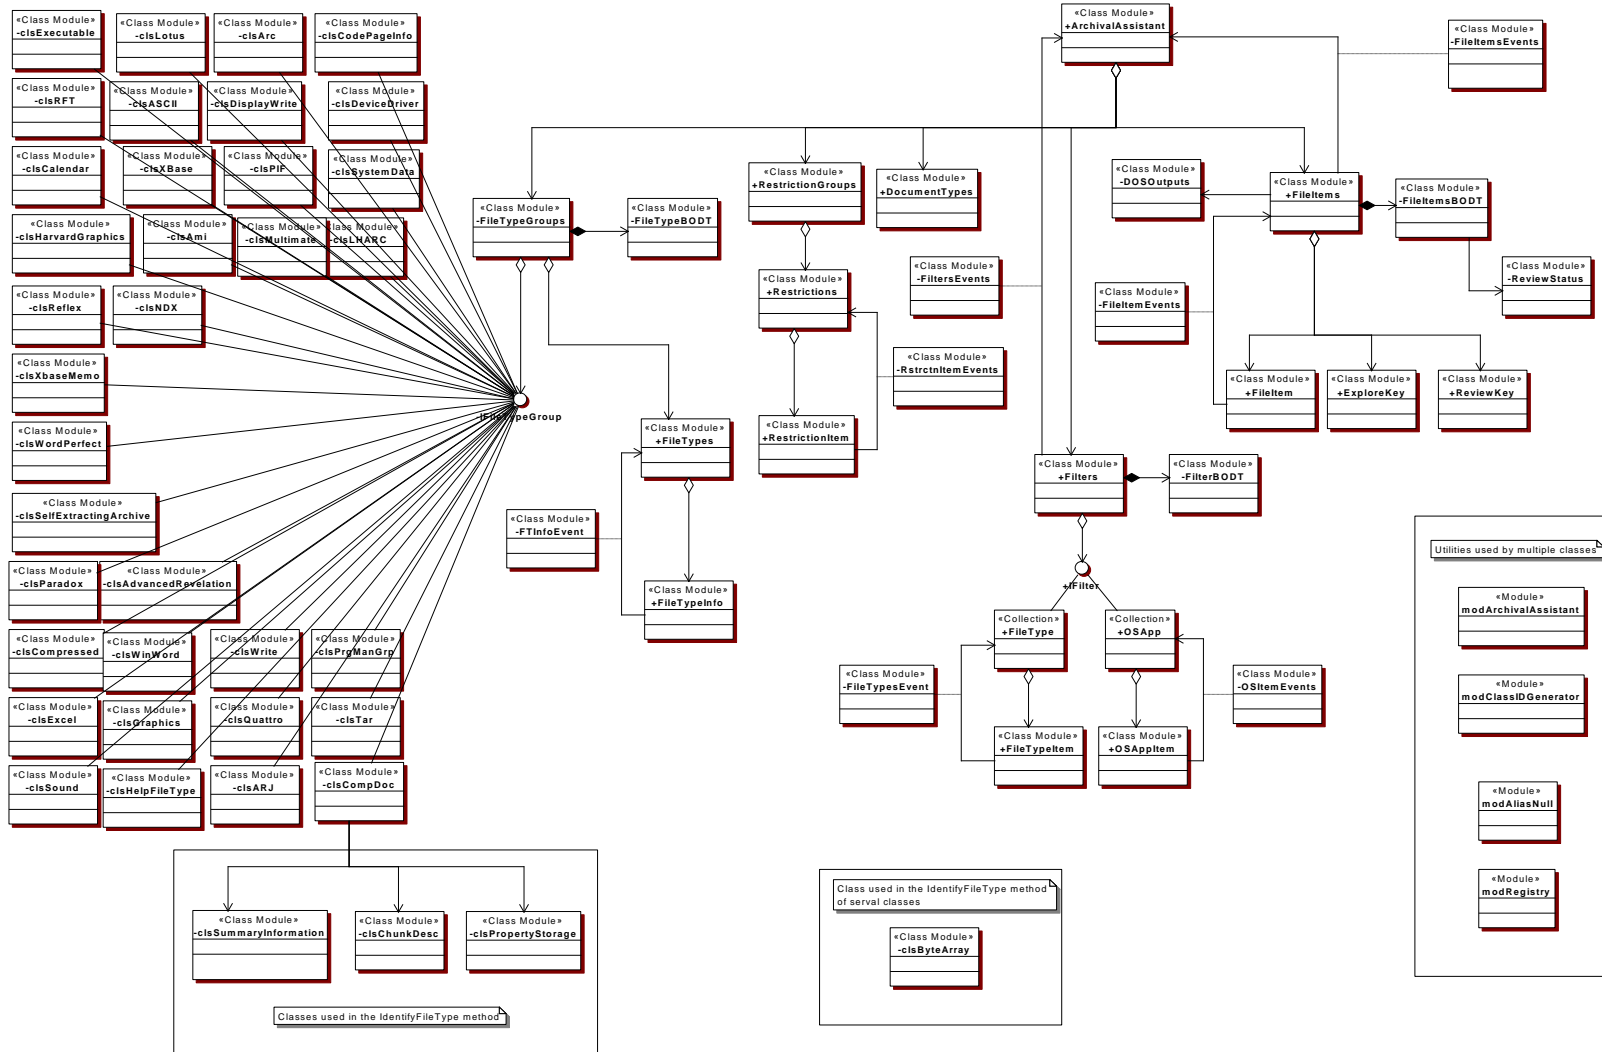 «Class Module»
-clsExecutable
«Class Module»
-clsLotus
«Class Module»
-clsArc
«Class Module»
-clsCodePageInfo
«Class Module»
-clsRFT
«Class Module»
-clsASCII
«Class Module»
-clsDisplayWrite
«Class Module»
-clsDeviceDriver
«Class Module»
-clsCalendar
«Class Module»
-clsXBase
«Class Module»
-clsPIF
«Class Module»
-clsSystemData
«Class Module»
-clsHarvardGraphics
«Class Module»
-clsAmi
«Class Module»
-clsMultimate
«Class Module»
-clsLHARC
«Class Module»
-clsReflex
«Class Module»
-clsNDX
«Class Module»
-clsXbaseMemo
«Class Module»
-clsWordPerfect
«Class Module»
-clsSelfExtractingArchive
«Class Module»
-clsParadox
«Class Module»
-clsAdvancedRevelation
«Class Module»
-clsCompressed
«Class Module»
-clsWinWord
«Class Module»
-clsWrite
«Class Module»
-clsPrgManGrp
«Class Module»
-clsExcel
«Class Module»
-clsGraphics
«Class Module»
-clsQuattro
«Class Module»
-clsTar
«Class Module»
-clsSound
«Class Module»
-clsHelpFileType
«Class Module»
-clsARJ
«Class Module»
-clsCompDoc
«Class Module»
-clsSummaryInformation
«Class Module»
-clsChunkDesc
«Class Module»
-clsPropertyStorage
Classes used in the IdentifyFileType method
«Class Module»
+ArchivalAssistant
«Class Module»
-FileItemsEvents
«Class Module»
-FileTypeGroups
«Class Module»
-FileTypeBODT
-IFileTypeGroup
«Class Module»
+FileTypes
«Class Module»
-FTInfoEvent
«Class Module»
+FileTypeInfo
«Class Module»
+RestrictionGroups
«Class Module»
+DocumentTypes
«Class Module»
+Restrictions
«Class Module»
-FiltersEvents
«Class Module»
-RstrctnItemEvents
«Class Module»
+RestrictionItem
«Class Module»
-DOSOutputs
«Class Module»
+FileItems
«Class Module»
-FileItemsBODT
«Class Module»
-ReviewStatus
«Class Module»
-FileItemEvents
«Class Module»
+FileItem
«Class Module»
+ExploreKey
«Class Module»
+ReviewKey
«Class Module»
+Filters
«Class Module»
-FilterBODT
+IFilter
«Collection»
+FileType
«Collection»
+OSApp
«Class Module»
-FileTypesEvent
«Class Module»
-OSItemEvents
«Class Module»
+FileTypeItem
«Class Module»
+OSAppItem
Class used in the IdentifyFileType method
of serval classes
«Class Module»
-clsByteArray
Utilities used by multiple classes
«Module»
modArchivalAssistant
«Module»
modClassIDGenerator
«Module»
modAliasNull
«Module»
modRegistry